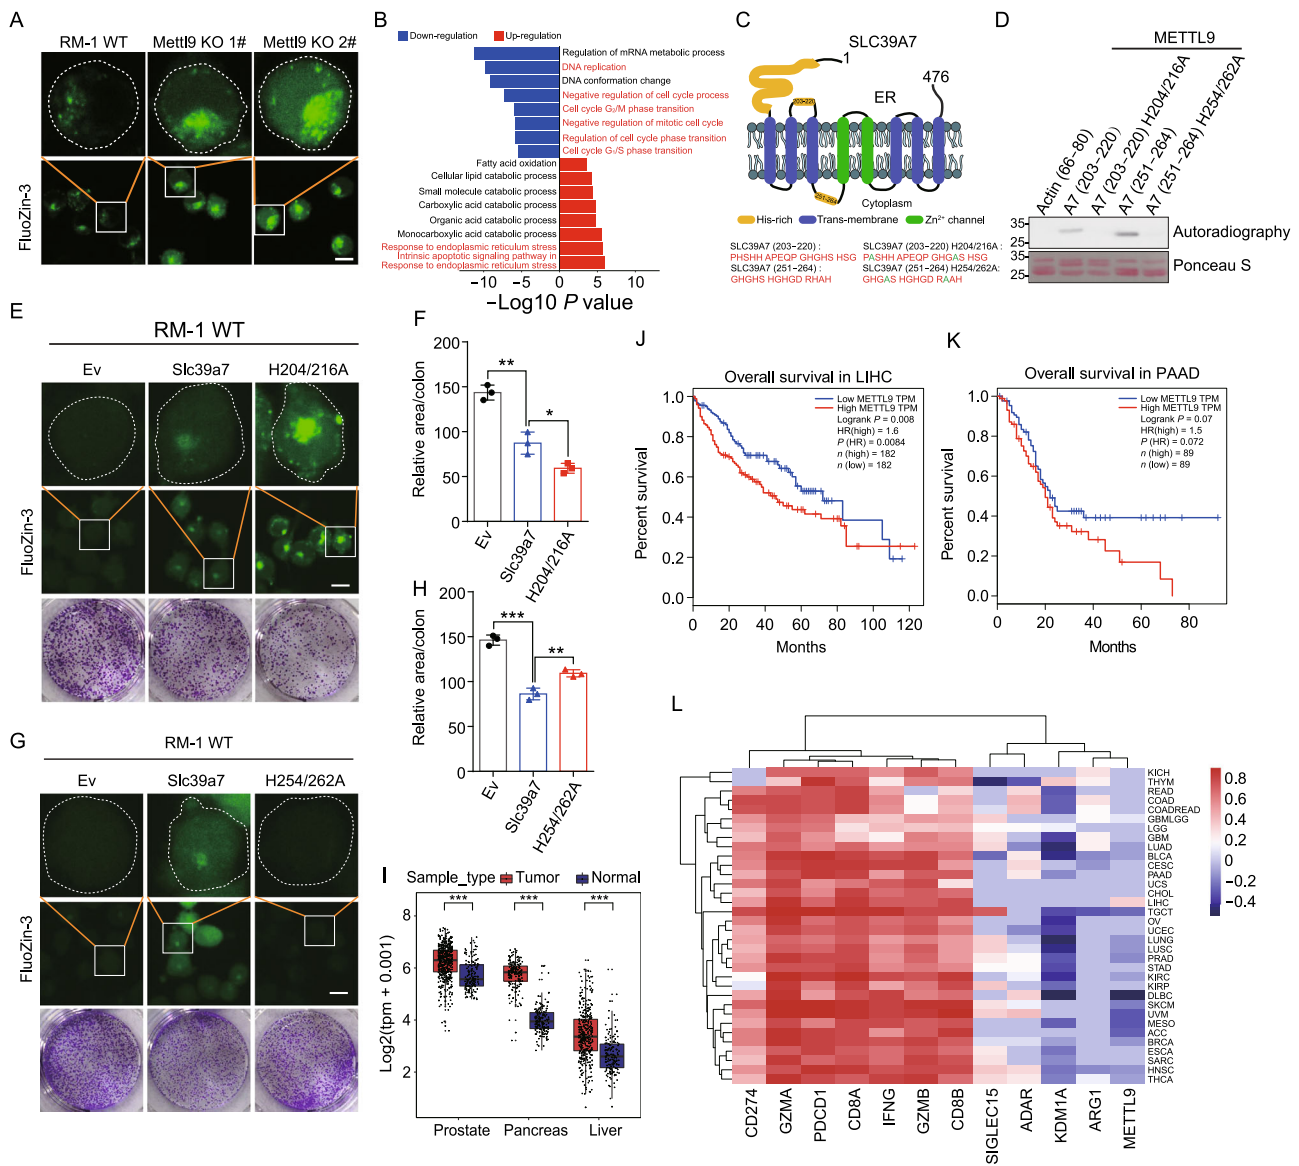 A
RM-1 WT
Mettl9 KO 1#
Mettl9 KO 2#
FluoZin-3
B
Down-regulation
Up-regulation
Regulation of mRNA metabolic process
DNA replication
DNA conformation change
Negative regulation of cell cycle process
Cell cycle G₂/M phase transition
Negative regulation of mitotic cell cycle
Regulation of cell cycle phase transition
Cell cycle G₁/S phase transition
Fatty acid oxidation
Cellular lipid catabolic process
Small molecule catabolic process
Carboxylic acid catabolic process
Organic acid catabolic process
Monocarboxylic acid catabolic process
Response to endoplasmic reticulum stress
Intrinsic apoptotic signaling pathway in
Response to endoplasmic reticulum stress
−10 −5 0 5 10
−Log10 P value
C
SLC39A7
1
476
203–220
ER
251–264
Cytoplasm
His-rich
Trans-membrane
Zn²⁺ channel
SLC39A7 (203–220) :
PHSHH APEQP GHGHS HSG
SLC39A7 (251–264) :
GHGHS HGHGD RHAH
SLC39A7 (203–220) H204/216A :
PASHH APEQP GHGAS HSG
SLC39A7 (251–264) H254/262A:
GHGAS HGHGD RAAH
D
METTL9
Actin (66–80)
A7 (203–220)
A7 (203–220) H204/216A
A7 (251–264)
A7 (251–264) H254/262A
35
25
Autoradiography
35
25
Ponceau S
E
RM-1 WT
Ev
Slc39a7
H204/216A
FluoZin-3
F
Relative area/colon
200
150
100
50
0
**
*
Ev
Slc39a7
H204/216A
G
RM-1 WT
Ev
Slc39a7
H254/262A
FluoZin-3
H
Relative area/colon
200
150
100
50
0
***
**
Ev
Slc39a7
H254/262A
I
Sample_type
Tumor
Normal
***
***
***
Log2(tpm + 0.001)
8
6
4
2
Prostate
Pancreas
Liver
J
Overall survival in LIHC
Low METTL9 TPM
High METTL9 TPM
Logrank P = 0.008
HR(high) = 1.6
P (HR) = 0.0084
n (high) = 182
n (low) = 182
Percent survival
1.0
0.8
0.6
0.4
0.2
0.0
0 20 40 60 80 100 120
Months
K
Overall survival in PAAD
Low METTL9 TPM
High METTL9 TPM
Logrank P = 0.07
HR(high) = 1.5
P (HR) = 0.072
n (high) = 89
n (low) = 89
Percent survival
1.0
0.8
0.6
0.4
0.2
0.0
0 20 40 60 80
Months
L
KICH
THYM
READ
COAD
COADREAD
GBMLGG
LGG
GBM
LUAD
BLCA
CESC
PAAD
UCS
CHOL
LIHC
TGCT
OV
UCEC
LUNG
LUSC
PRAD
STAD
KIRC
KIRP
DLBC
SKCM
UVM
MESO
ACC
BRCA
ESCA
SARC
HNSC
THCA
0.8
0.6
0.4
0.2
0
−0.2
−0.4
CD274
GZMA
PDCD1
CD8A
IFNG
GZMB
CD8B
SIGLEC15
ADAR
KDM1A
ARG1
METTL9